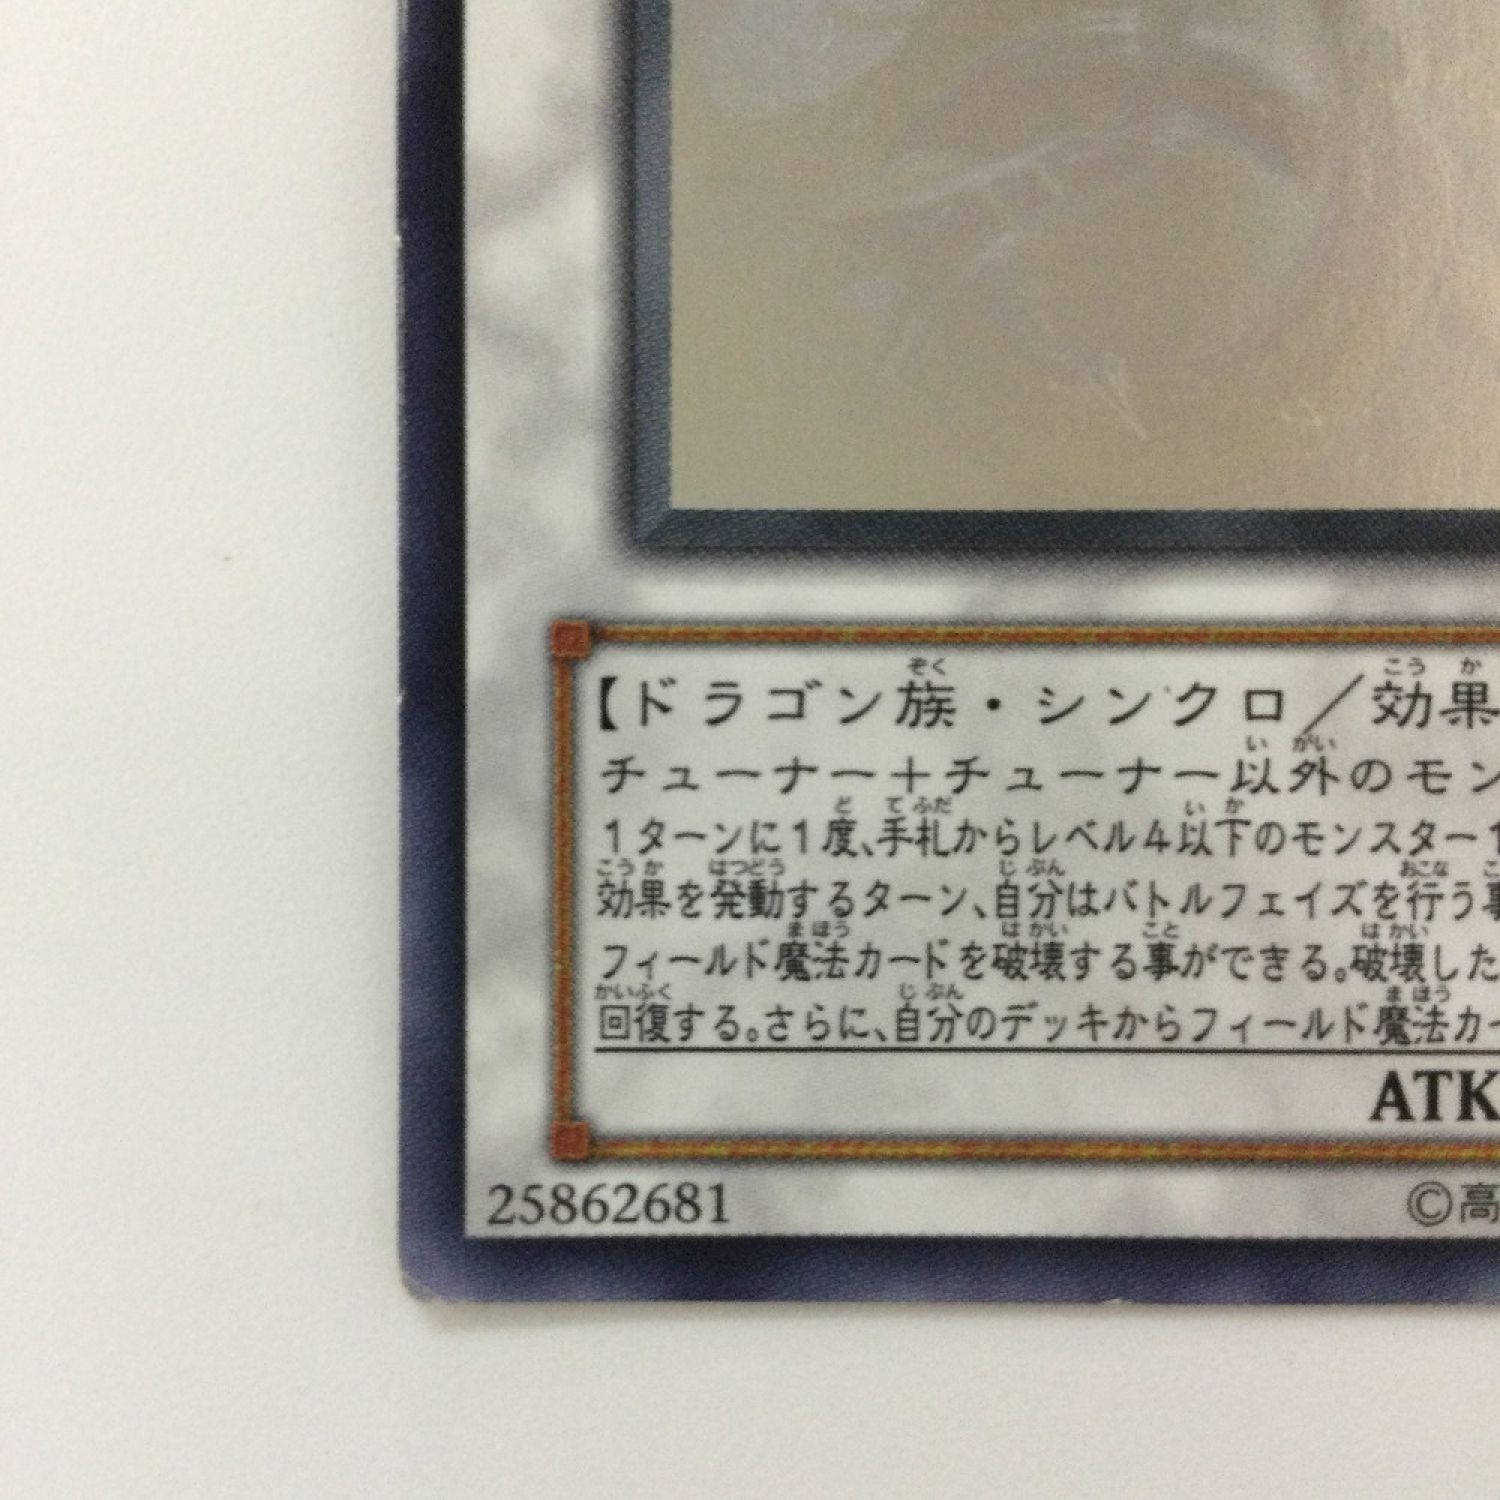 【ドラゴン族・シンクロ／効果
チューナー＋チューナー以外のモン
１ターンに１度、手札からレベル４以下のモンスター１
効果を発動するターン、自分はバトルフェイズを行う事
フィールド魔法カードを破壊する事ができる。破壊した
回復する。さらに、自分のデッキからフィールド魔法カー
ATK
25862681 ©高